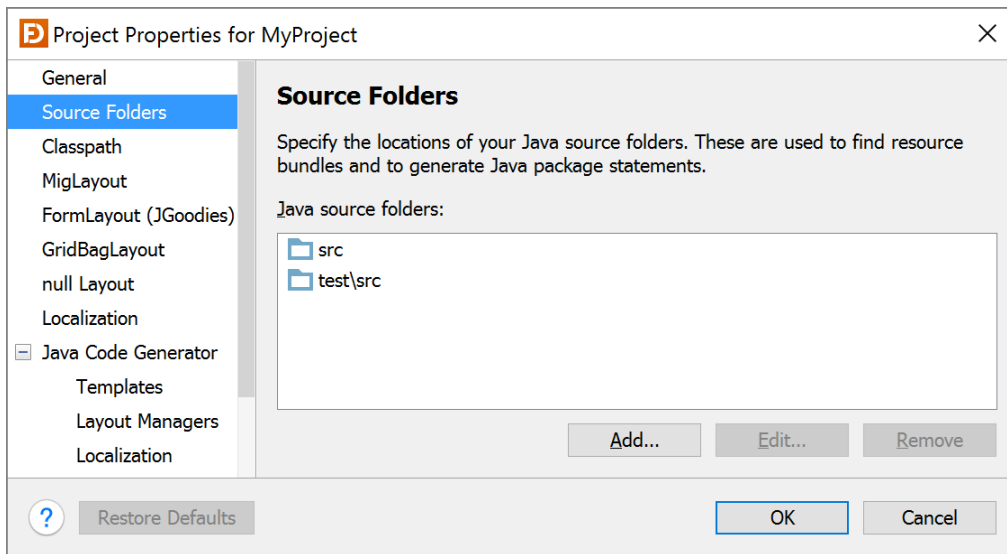 Project Properties for MyProject
General
Source Folders
Classpath
MigLayout
FormLayout (JGoodies)
GridBagLayout
null Layout
Localization
Java Code Generator
Templates
Layout Managers
Localization
Source Folders
Specify the locations of your Java source folders. These are used to find resource
bundles and to generate Java package statements.
Java source folders:
src
test\src
Add...
Edit...
Remove
?
Restore Defaults
OK
Cancel